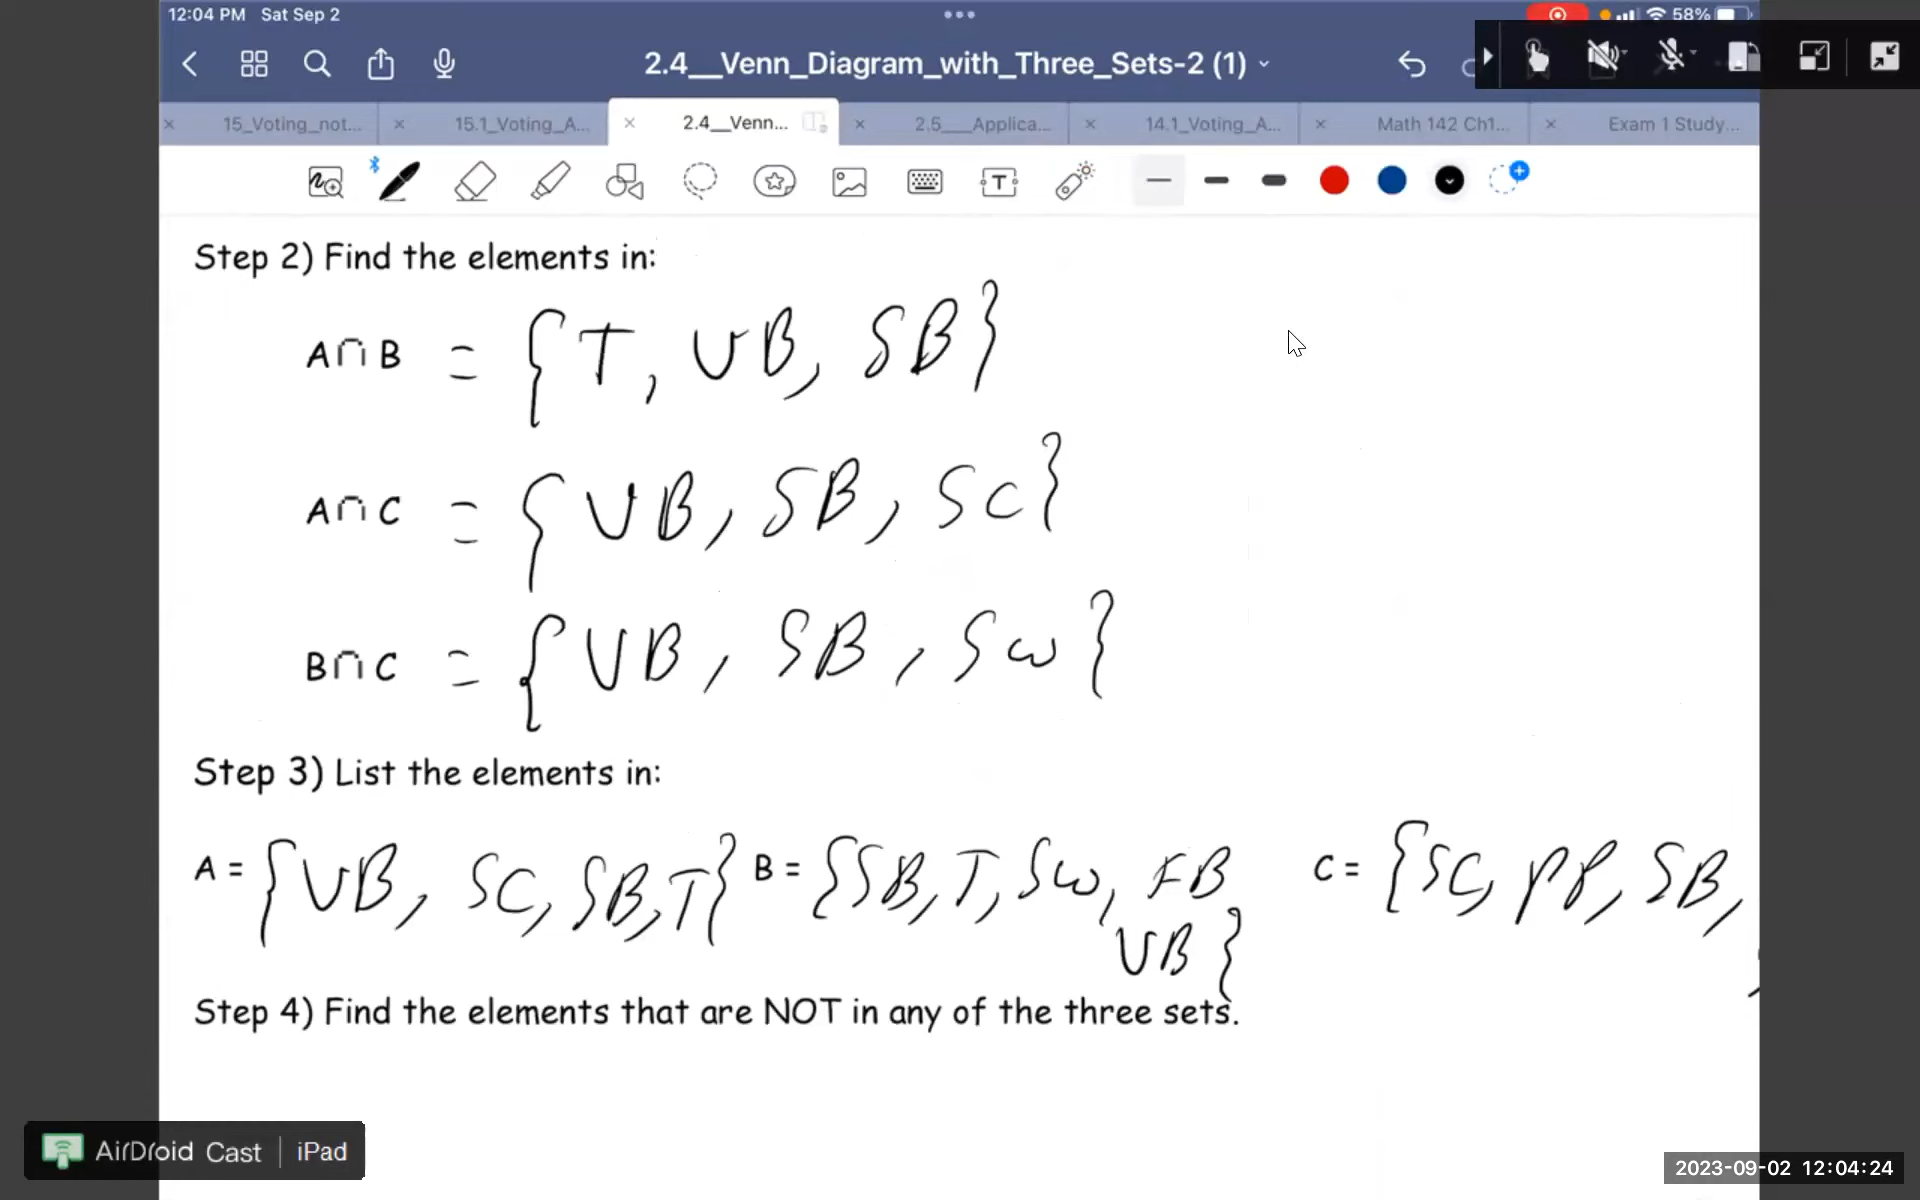 12:04 PM Sat Sep 2
58%
2.4__Venn_Diagram_with_Three_Sets-2 (1)
15_Voting_not... 15.1_Voting_A... 2.4__Venn... 2.5___Applica... 14.1_Voting_A... Math 142 Ch1... Exam 1 Study...
Step 2) Find the elements in:
A∩B = {T, VB, SB}
A∩C = {VB, SB, SC}
B∩C = {VB, SB, SW}
Step 3) List the elements in:
A = {VB, SC, SB, T} B = {SB, T, SW, FB C = {SC, PP, SB,
VB}
Step 4) Find the elements that are NOT in any of the three sets.
AirDroid Cast | iPad
2023-09-02 12:04:24